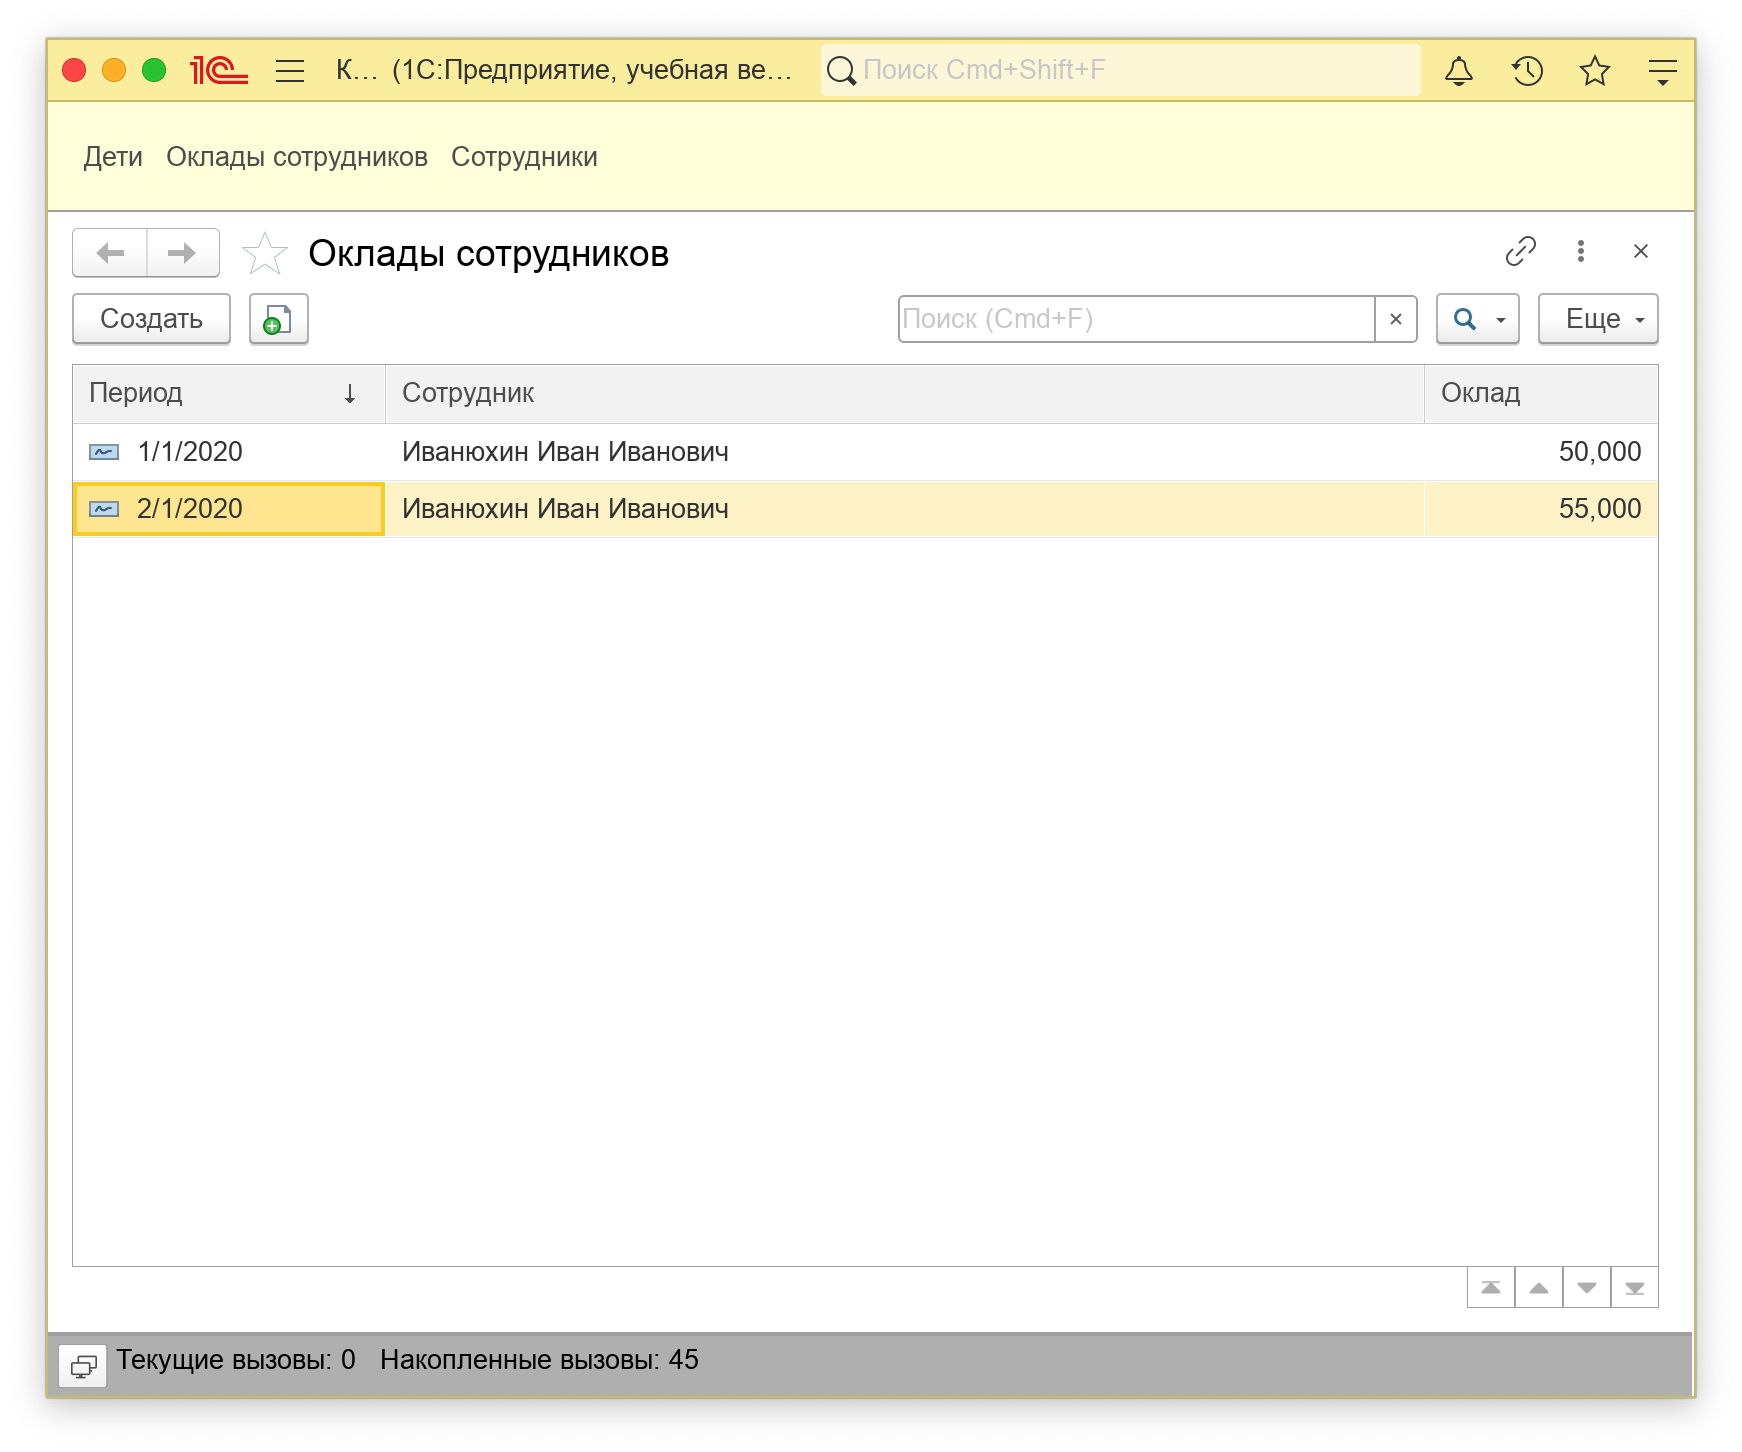 1С К... (1С:Предприятие, учебная ве... Поиск Cmd+Shift+F
Дети Оклады сотрудников Сотрудники
Оклады сотрудников
Создать Поиск (Cmd+F) × Еще
Период ↓ Сотрудник Оклад
1/1/2020 Иванюхин Иван Иванович 50,000
2/1/2020 Иванюхин Иван Иванович 55,000
Текущие вызовы: 0 Накопленные вызовы: 45